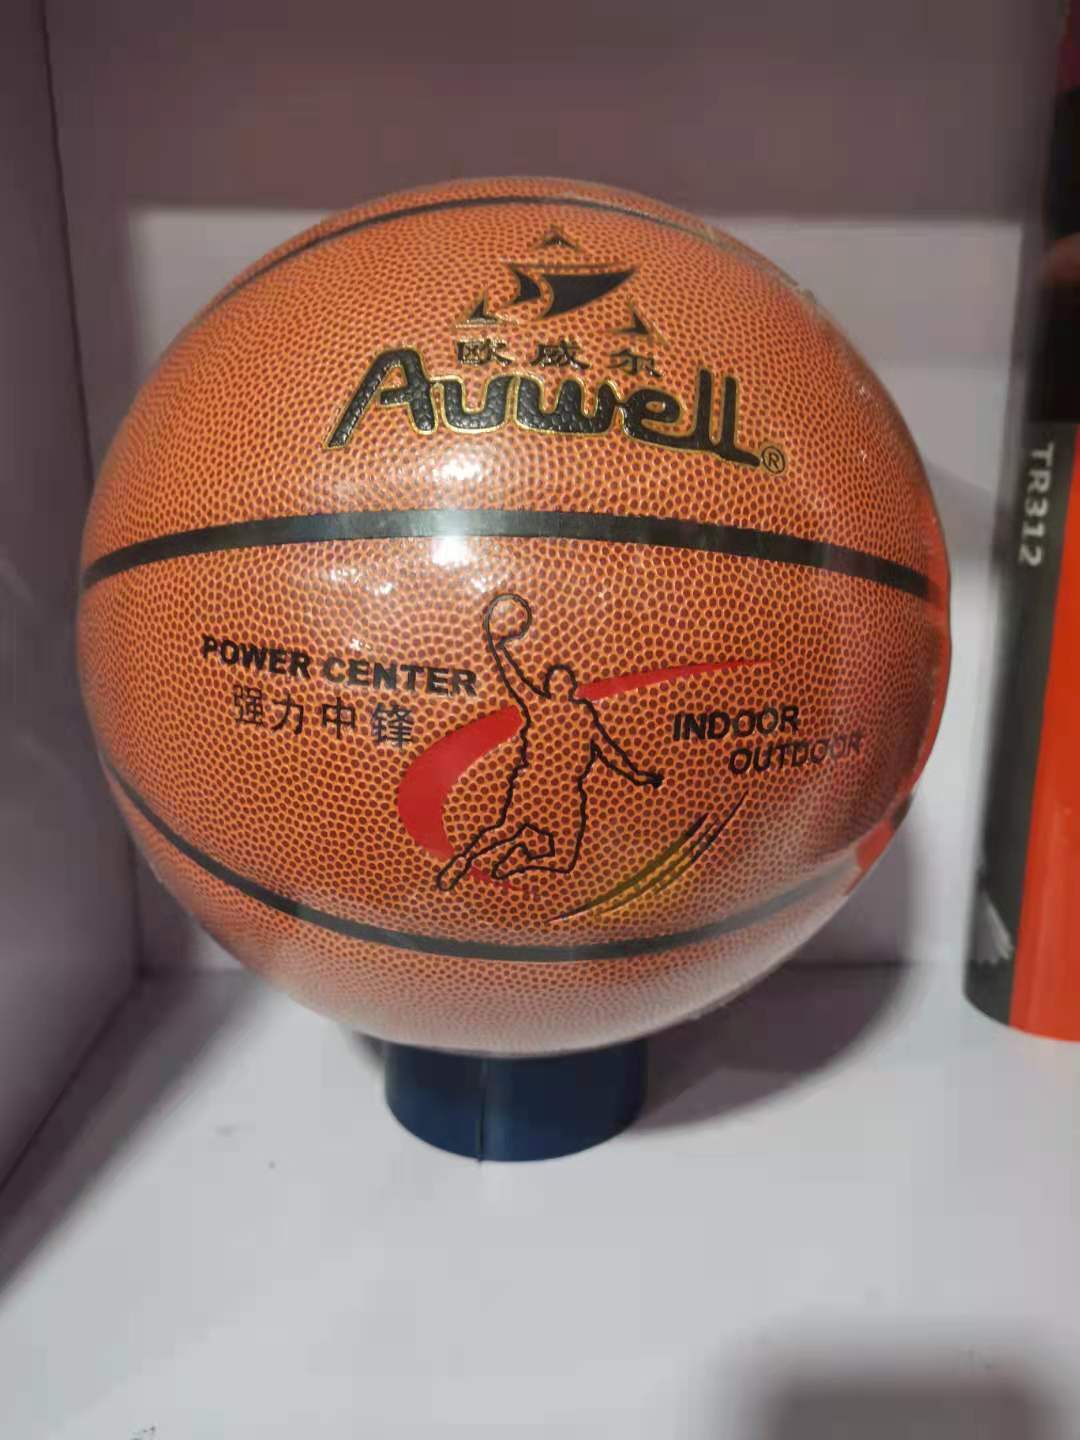 欧威尔
Auwell®
POWER CENTER
强力中锋
INDOOR
OUTDOOR
TR312